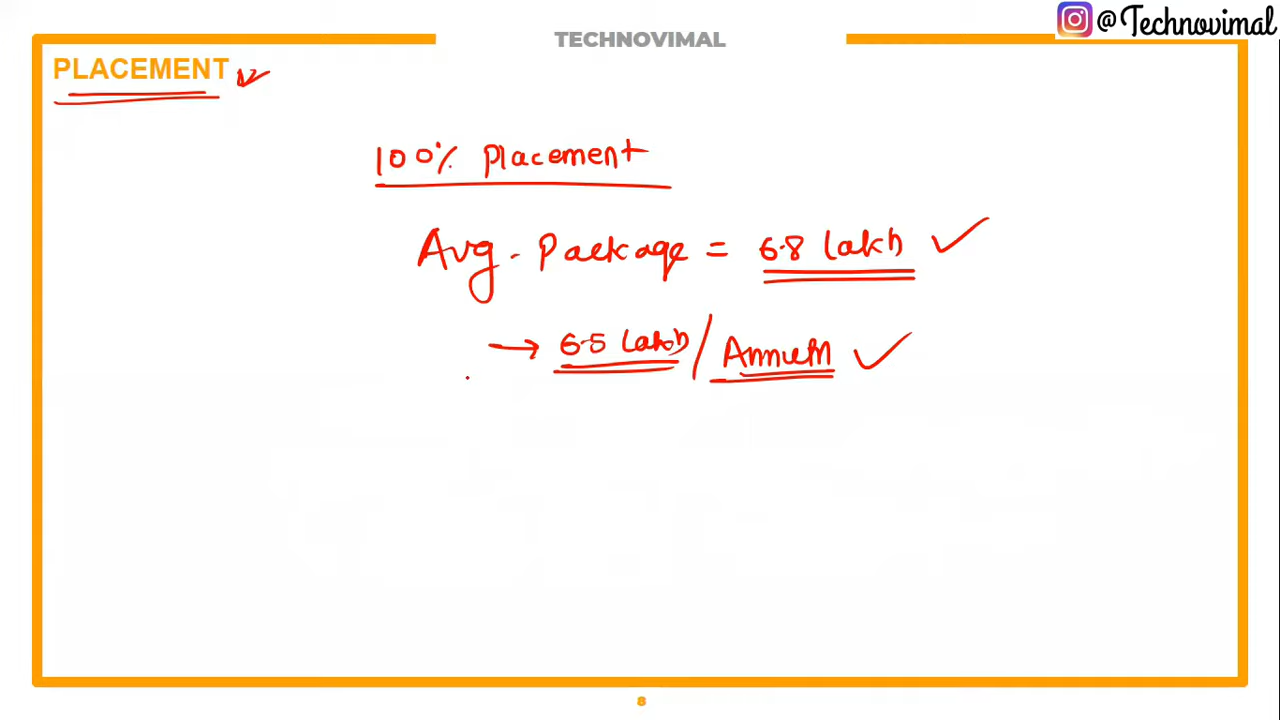 @Technovimal
TECHNOVIMAL
PLACEMENT
100% Placement
Avg. Package = 6.8 lakh
→ 6.5 lakh / Annum
8